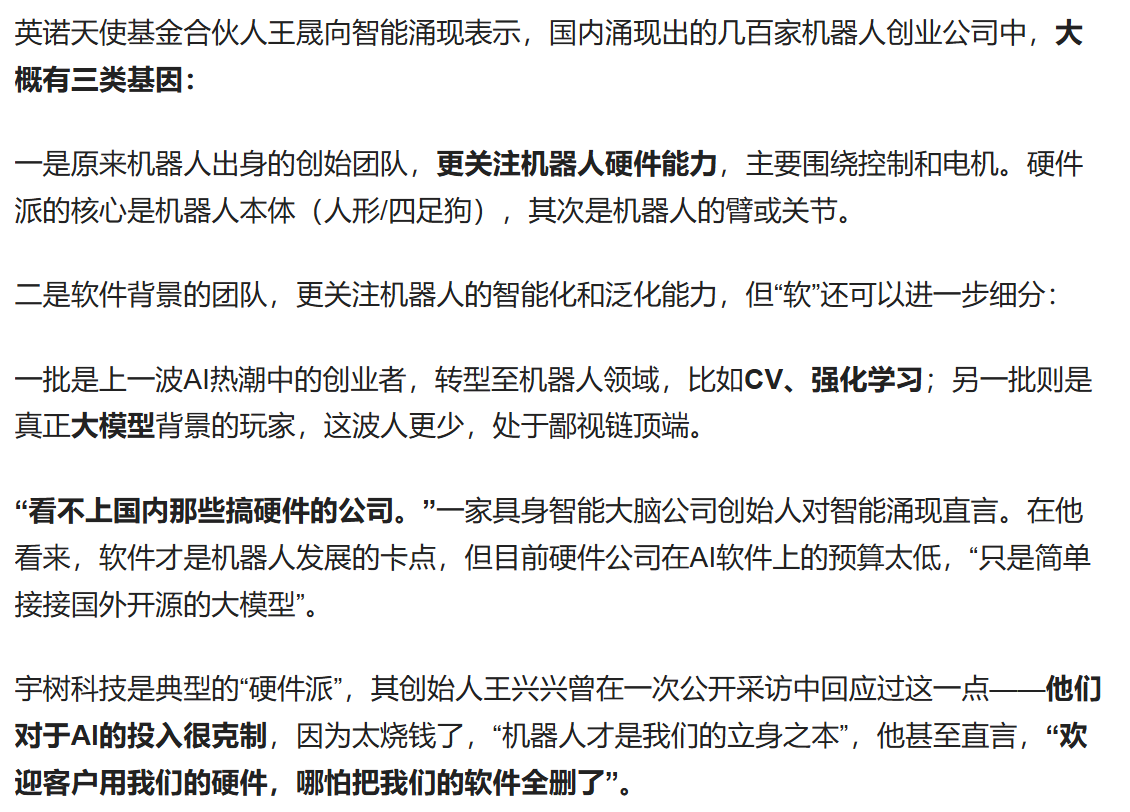 英诺天使基金合伙人王晟向智能涌现表示，国内涌现出的几百家机器人创业公司中，大
概有三类基因：
一是原来机器人出身的创始团队，更关注机器人硬件能力，主要围绕控制和电机。硬件
派的核心是机器人本体（人形/四足狗），其次是机器人的臂或关节。
二是软件背景的团队，更关注机器人的智能化和泛化能力，但“软”还可以进一步细分：
一批是上一波AI热潮中的创业者，转型至机器人领域，比如CV、强化学习；另一批则是
真正大模型背景的玩家，这波人更少，处于鄙视链顶端。
“看不上国内那些搞硬件的公司。”一家具身智能大脑公司创始人对智能涌现直言。在他
看来，软件才是机器人发展的卡点，但目前硬件公司在AI软件上的预算太低，“只是简单
接接国外开源的大模型”。
宇树科技是典型的“硬件派”，其创始人王兴兴曾在一次公开采访中回应过这一点——他们
对于AI的投入很克制，因为太烧钱了，“机器人才是我们的立身之本”，他甚至直言，“欢
迎客户用我们的硬件，哪怕把我们的软件全删了”。